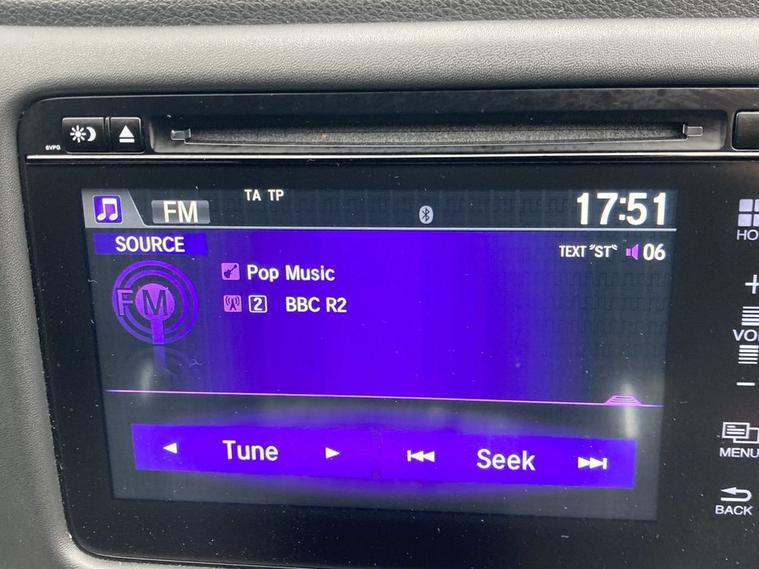 6VPG
FM TA TP 17:51
SOURCE TEXT "ST" 06
FM Pop Music
2 BBC R2
Tune Seek
HO
+
VO
−
MENU
BACK